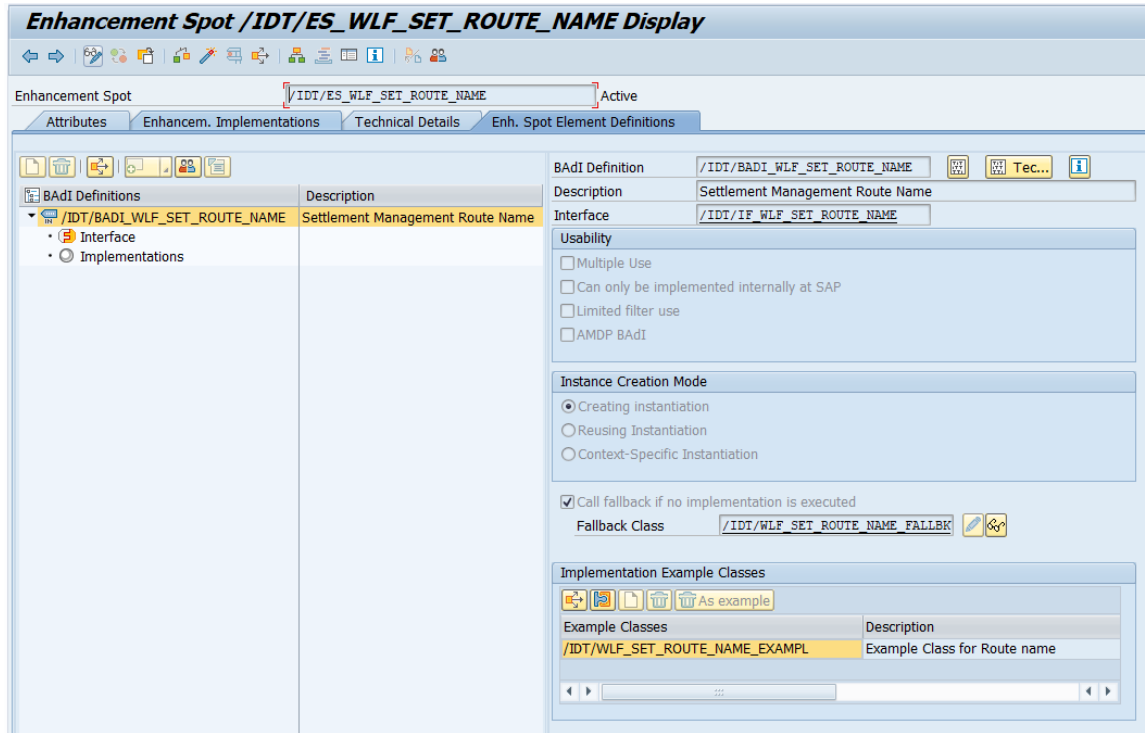 Enhancement Spot /IDT/ES_WLF_SET_ROUTE_NAME Display
Enhancement Spot /IDT/ES_WLF_SET_ROUTE_NAME Active
Attributes Enhancem. Implementations Technical Details Enh. Spot Element Definitions
BAdI Definitions Description
/IDT/BADI_WLF_SET_ROUTE_NAME Settlement Management Route Name
Interface
Implementations
BAdI Definition /IDT/BADI_WLF_SET_ROUTE_NAME Tec...
Description Settlement Management Route Name
Interface /IDT/IF_WLF_SET_ROUTE_NAME
Usability
Multiple Use
Can only be implemented internally at SAP
Limited filter use
AMDP BAdI
Instance Creation Mode
Creating instantiation
Reusing Instantiation
Context-Specific Instantiation
Call fallback if no implementation is executed
Fallback Class /IDT/WLF_SET_ROUTE_NAME_FALLBK
Implementation Example Classes
As example
Example Classes Description
/IDT/WLF_SET_ROUTE_NAME_EXAMPL Example Class for Route name